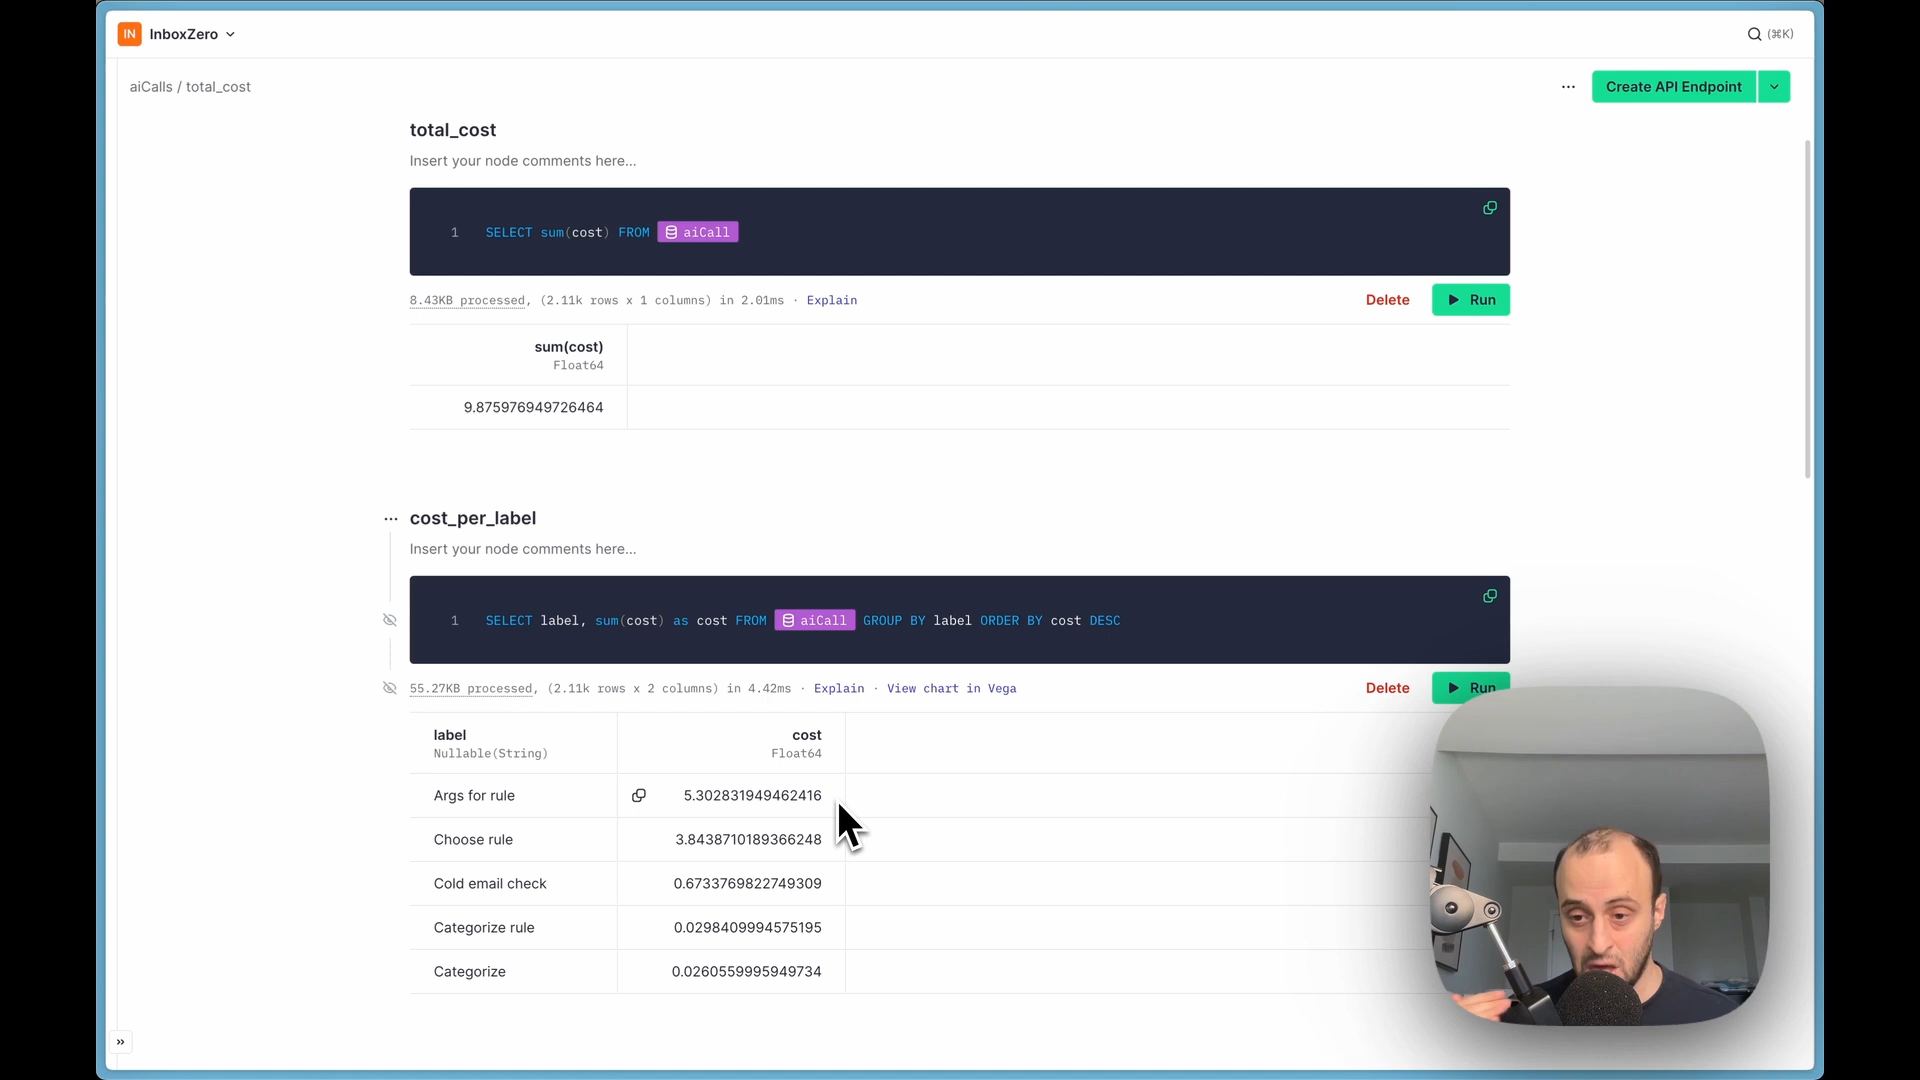 IN InboxZero (⌘K)
aiCalls / total_cost ... Create API Endpoint
total_cost
Insert your node comments here...
1 SELECT sum(cost) FROM aiCall
8.43KB processed, (2.11k rows x 1 columns) in 2.01ms · Explain Delete Run
sum(cost)
Float64
9.875976949726464
... cost_per_label
Insert your node comments here...
1 SELECT label, sum(cost) as cost FROM aiCall GROUP BY label ORDER BY cost DESC
55.27KB processed, (2.11k rows x 2 columns) in 4.42ms · Explain · View chart in Vega Delete Run
label cost
Nullable(String) Float64
Args for rule 5.302831949462416
Choose rule 3.8438710189366248
Cold email check 0.6733769822749309
Categorize rule 0.0298409994575195
Categorize 0.0260559995949734
»